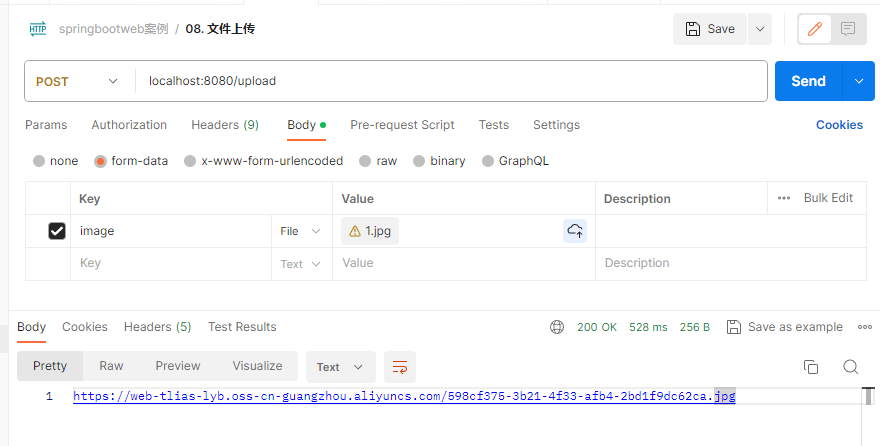 HTTP springbootweb案例 / 08. 文件上传 Save
POST localhost:8080/upload Send
Params Authorization Headers (9) Body Pre-request Script Tests Settings Cookies
none form-data x-www-form-urlencoded raw binary GraphQL
Key Value Description ••• Bulk Edit
image File 1.jpg
Key Text Value Description
Body Cookies Headers (5) Test Results 200 OK 528 ms 256 B Save as example •••
Pretty Raw Preview Visualize Text
1 https://web-tlias-lyb.oss-cn-guangzhou.aliyuncs.com/598cf375-3b21-4f33-afb4-2bd1f9dc62ca.jpg